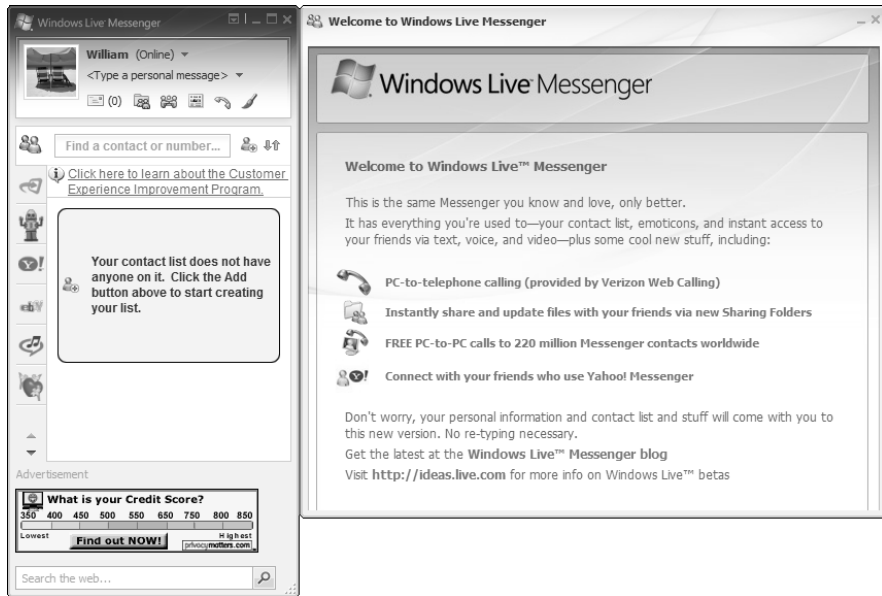 Windows Live Messenger
William (Online)
<Type a personal message>
(0)
Find a contact or number...
Click here to learn about the Customer
Experience Improvement Program.
Your contact list does not have
anyone on it. Click the Add
button above to start creating
your list.
Y!
ebY
Advertisement
What is your Credit Score?
350 400 450 500 550 650 750 800 850
Lowest Highest
Find out NOW!
privacymatters.com
Search the web...
Welcome to Windows Live Messenger
Windows Live Messenger
Welcome to Windows Live™ Messenger
This is the same Messenger you know and love, only better.
It has everything you're used to—your contact list, emoticons, and instant access to
your friends via text, voice, and video—plus some cool new stuff, including:
PC-to-telephone calling (provided by Verizon Web Calling)
Instantly share and update files with your friends via new Sharing Folders
FREE PC-to-PC calls to 220 million Messenger contacts worldwide
Y! Connect with your friends who use Yahoo! Messenger
Don't worry, your personal information and contact list and stuff will come with you to
this new version. No re-typing necessary.
Get the latest at the Windows Live™ Messenger blog
Visit http://ideas.live.com for more info on Windows Live™ betas